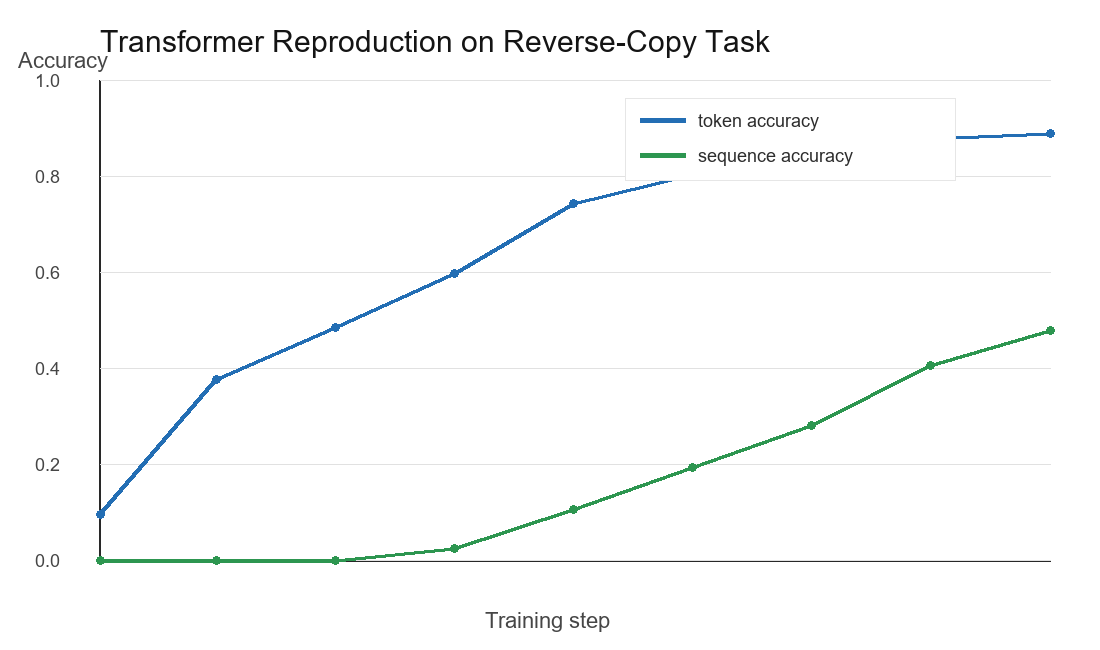 Transformer Reproduction on Reverse-Copy Task
Accuracy
1.0
token accuracy
sequence accuracy
0.8
0.6
0.4
0.2
0.0
Training step